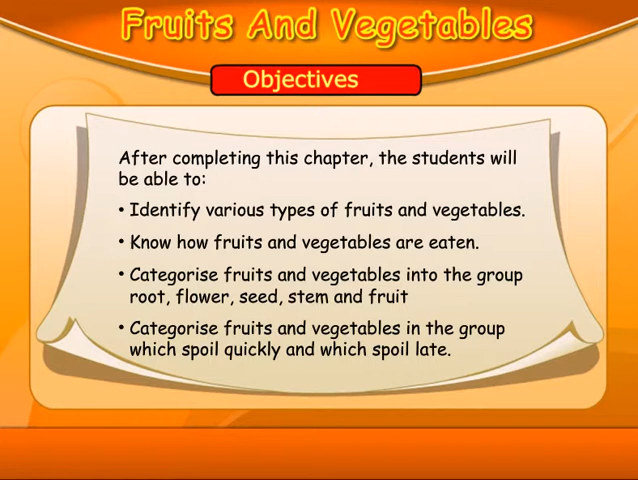 Fruits And Vegetables
Objectives
After completing this chapter, the students will
be able to:
• Identify various types of fruits and vegetables.
• Know how fruits and vegetables are eaten.
• Categorise fruits and vegetables into the group
root, flower, seed, stem and fruit
• Categorise fruits and vegetables in the group
which spoil quickly and which spoil late.